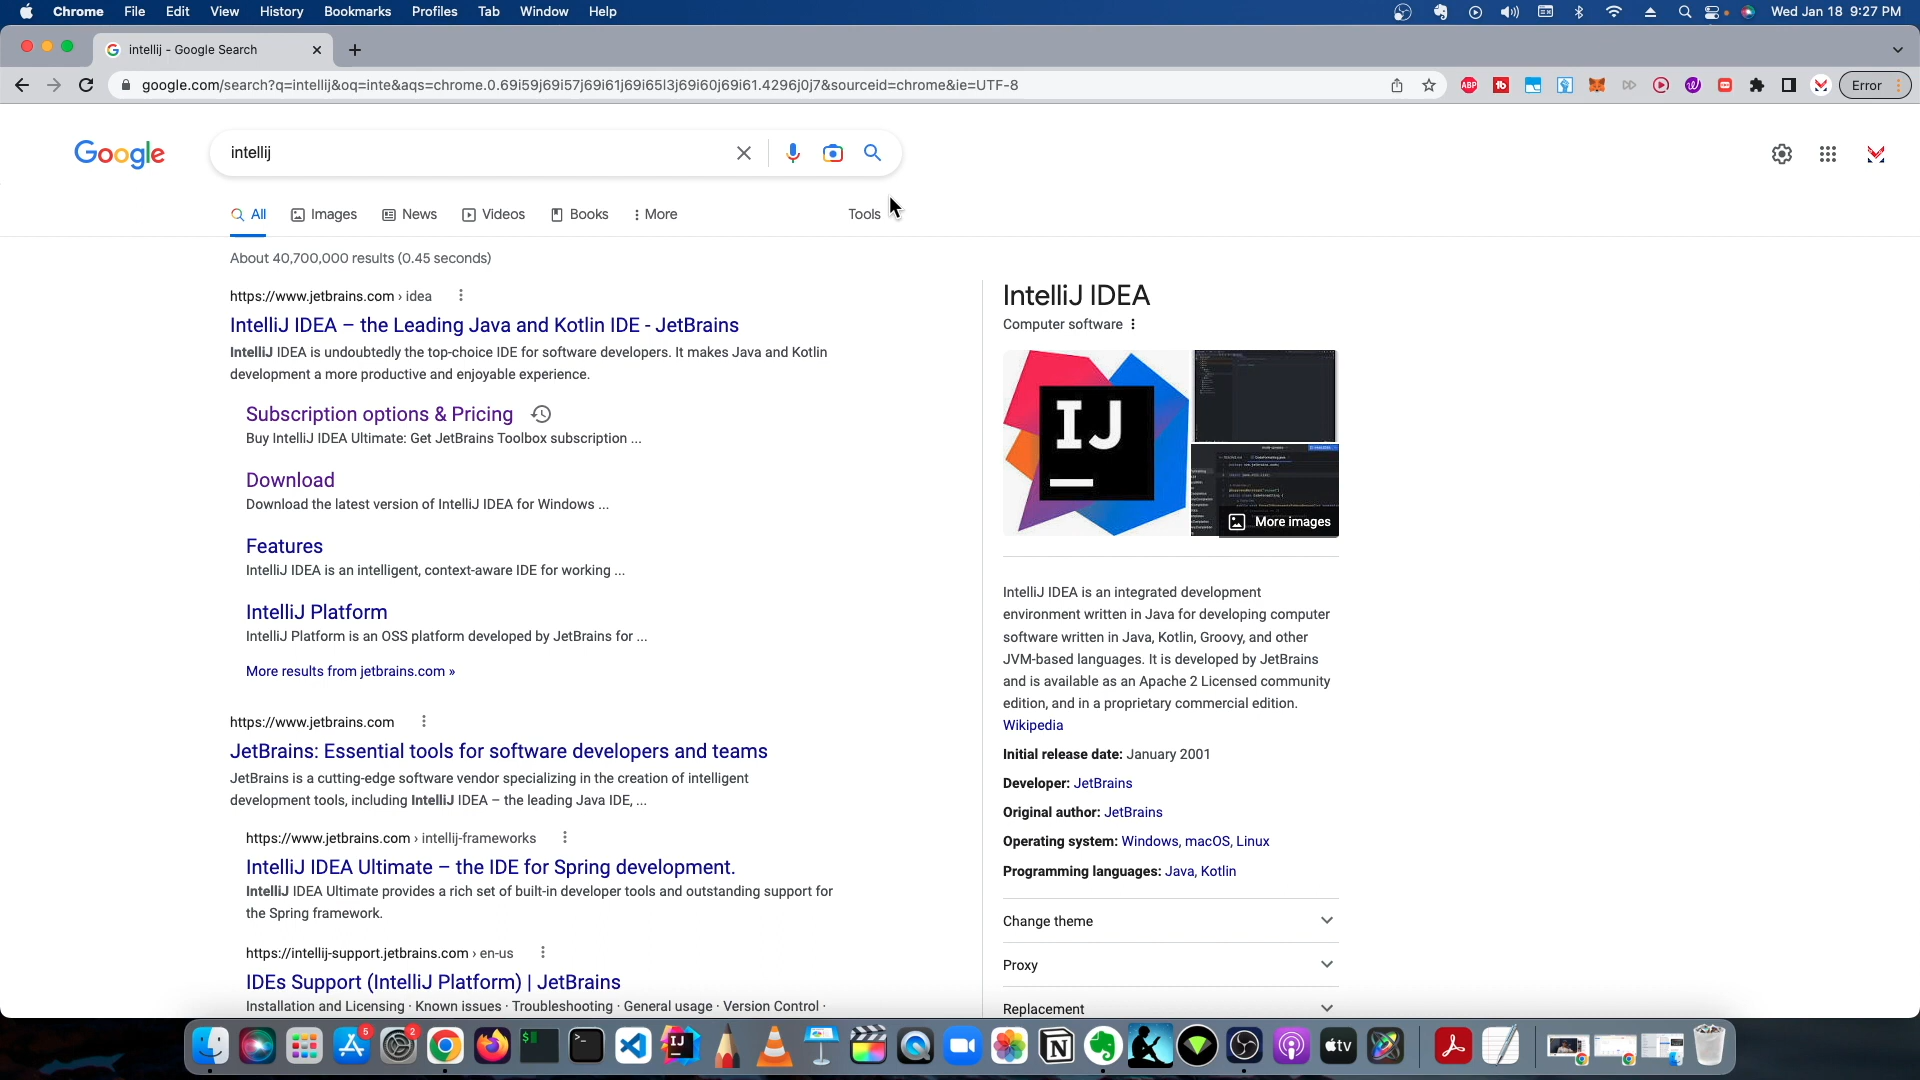 Chrome File Edit View History Bookmarks Profiles Tab Window Help
Wed Jan 18 9:27 PM
intellij - Google Search
google.com/search?q=intellij&oq=inte&aqs=chrome.0.69i59j69i57j69i61j69i65l3j69i60j69i61.4296j0j7&sourceid=chrome&ie=UTF-8
ABP
Error
Google
intellij
All Images News Videos Books More Tools
About 40,700,000 results (0.45 seconds)
https://www.jetbrains.com › idea
IntelliJ IDEA – the Leading Java and Kotlin IDE - JetBrains
IntelliJ IDEA is undoubtedly the top-choice IDE for software developers. It makes Java and Kotlin
development a more productive and enjoyable experience.
Subscription options & Pricing
Buy IntelliJ IDEA Ultimate: Get JetBrains Toolbox subscription ...
Download
Download the latest version of IntelliJ IDEA for Windows ...
Features
IntelliJ IDEA is an intelligent, context-aware IDE for working ...
IntelliJ Platform
IntelliJ Platform is an OSS platform developed by JetBrains for ...
More results from jetbrains.com »
https://www.jetbrains.com
JetBrains: Essential tools for software developers and teams
JetBrains is a cutting-edge software vendor specializing in the creation of intelligent
development tools, including IntelliJ IDEA – the leading Java IDE, ...
https://www.jetbrains.com › intellij-frameworks
IntelliJ IDEA Ultimate – the IDE for Spring development.
IntelliJ IDEA Ultimate provides a rich set of built-in developer tools and outstanding support for
the Spring framework.
https://intellij-support.jetbrains.com › en-us
IDEs Support (IntelliJ Platform) | JetBrains
Installation and Licensing · Known issues · Troubleshooting · General usage · Version Control ·
IntelliJ IDEA
Computer software
IJ
More images
IntelliJ IDEA is an integrated development
environment written in Java for developing computer
software written in Java, Kotlin, Groovy, and other
JVM-based languages. It is developed by JetBrains
and is available as an Apache 2 Licensed community
edition, and in a proprietary commercial edition.
Wikipedia
Initial release date: January 2001
Developer: JetBrains
Original author: JetBrains
Operating system: Windows, macOS, Linux
Programming languages: Java, Kotlin
Change theme
Proxy
Replacement
5
2
IJ
tv